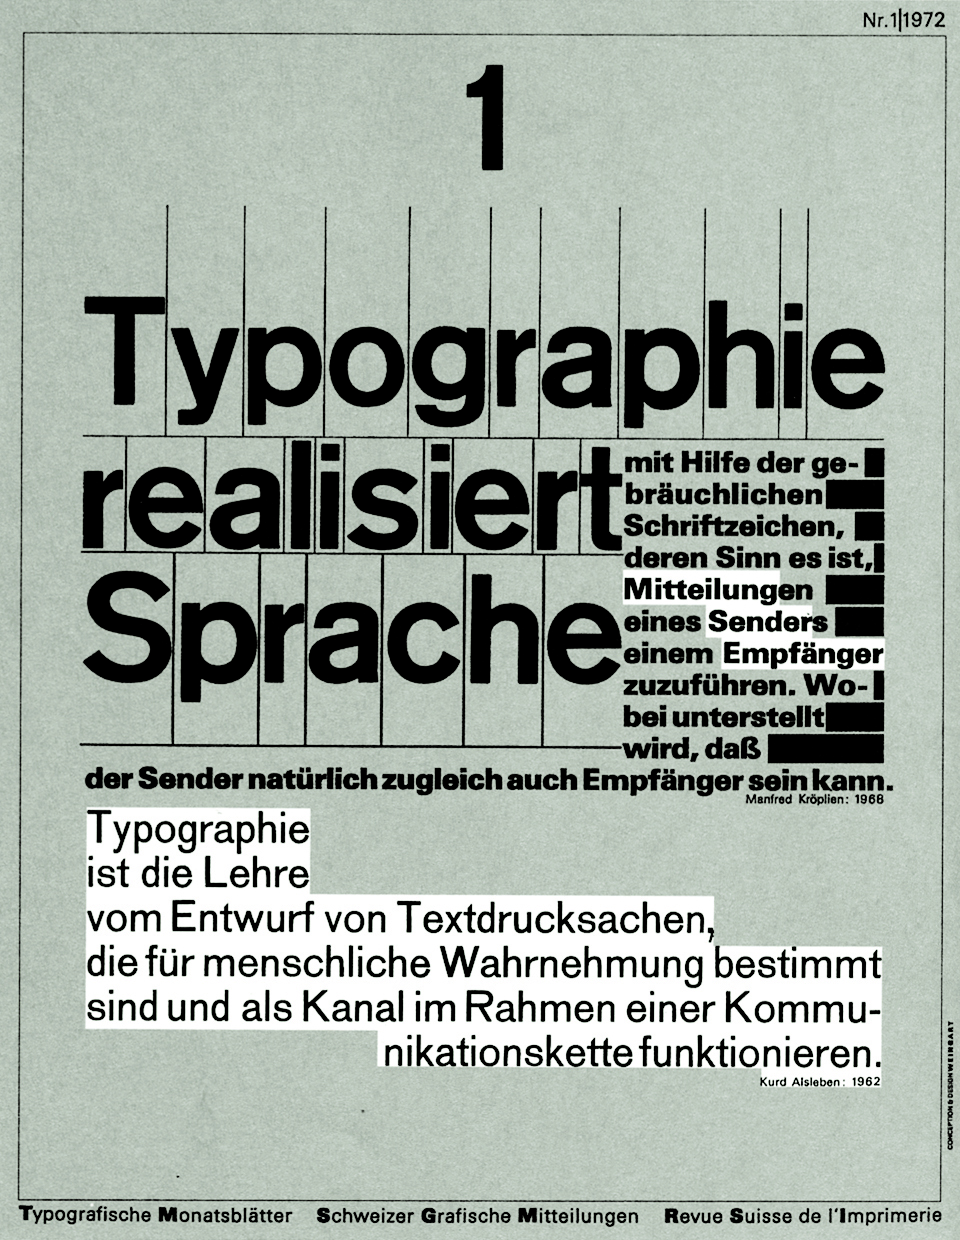 Nr.1|1972
1
Typographie
realisiert
Sprache
mit Hilfe der ge-
bräuchlichen
Schriftzeichen,
deren Sinn es ist,
Mitteilungen
eines Senders
einem Empfänger
zuzuführen. Wo-
bei unterstellt
wird, daß
der Sender natürlich zugleich auch Empfänger sein kann.
Manfred Kröplien: 1968
Typographie
ist die Lehre
vom Entwurf von Textdrucksachen,
die für menschliche Wahrnehmung bestimmt
sind und als Kanal im Rahmen einer Kommu-
nikationskette funktionieren.
Kurd Alsleben: 1962
CONCEPTION & DESIGN WEINGART
Typografische Monatsblätter Schweizer Grafische Mitteilungen Revue Suisse de l'Imprimerie